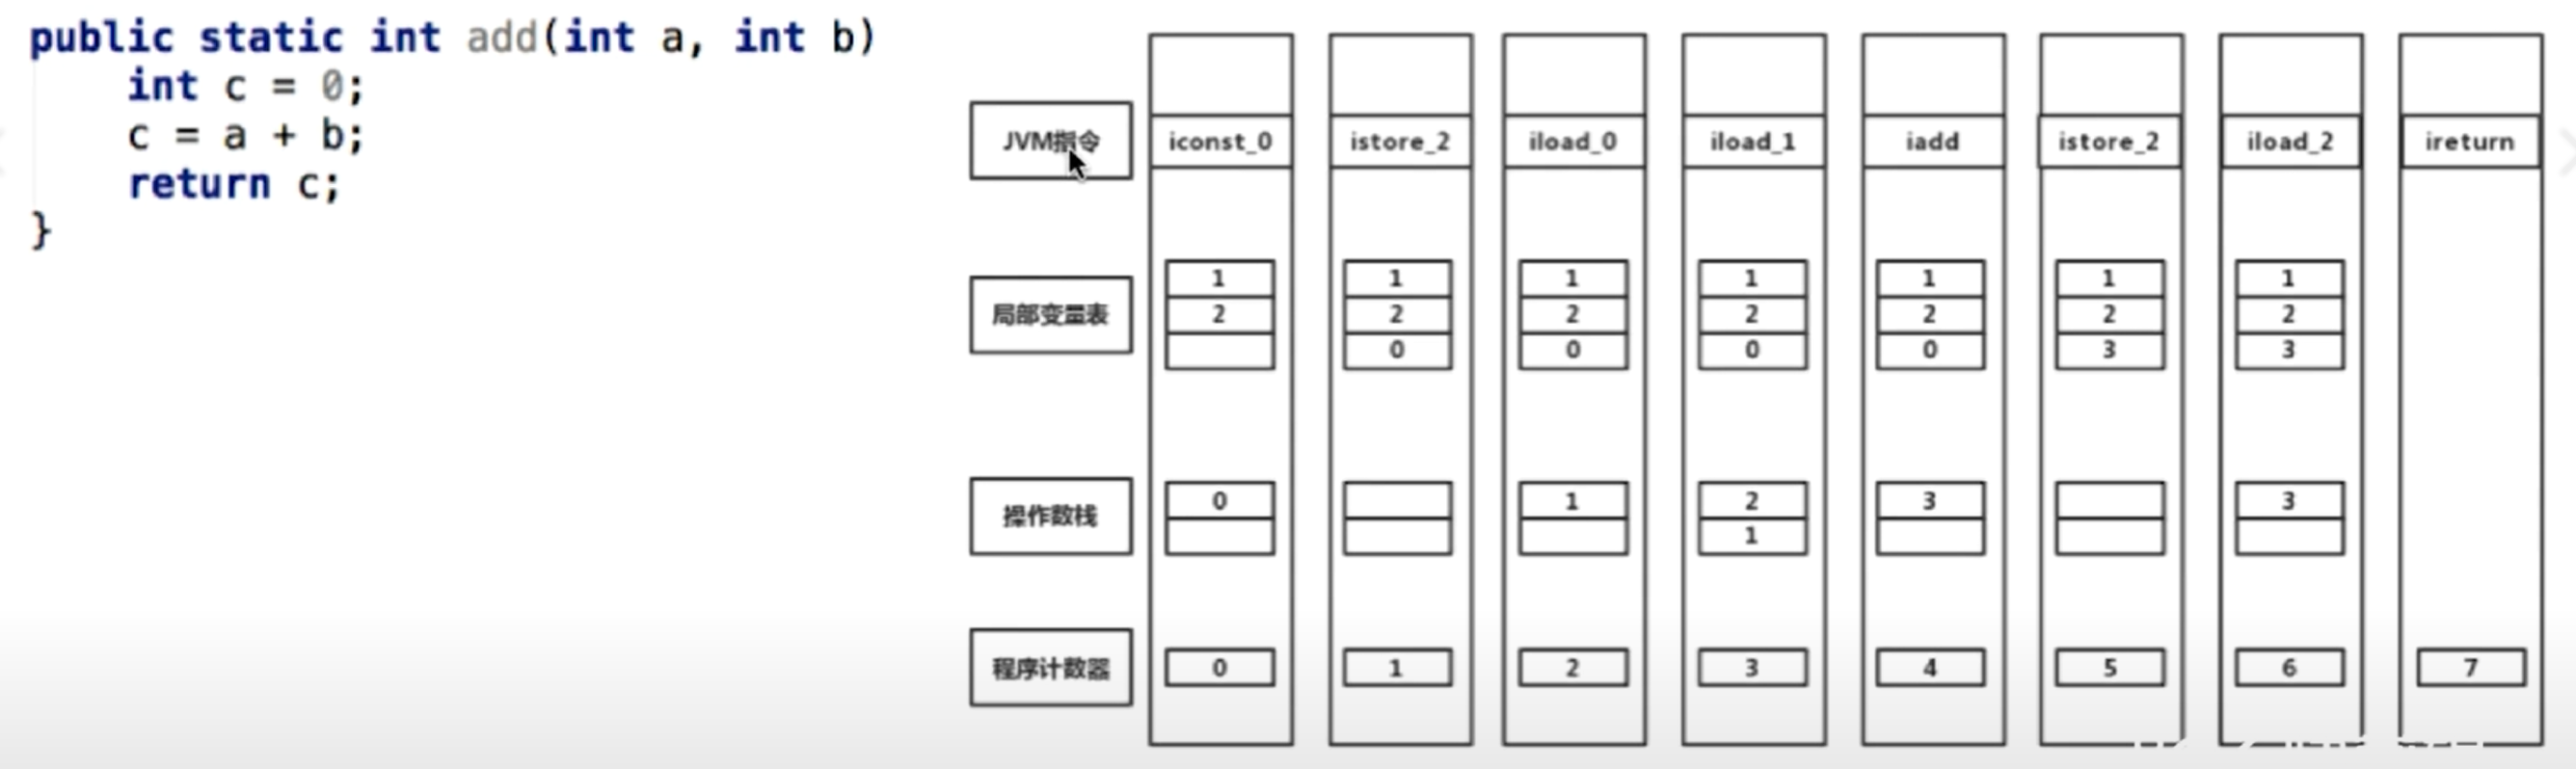 public static int add(int a, int b)
int c = 0;
c = a + b;
return c;
}
JVM指令 iconst_0 istore_2 iload_0 iload_1 iadd istore_2 iload_2 ireturn
局部变量表
1 1 1 1 1 1 1
2 2 2 2 2 2 2
0 0 0 0 3 3
操作数栈
0 1 2 3 3
1
程序计数器 0 1 2 3 4 5 6 7